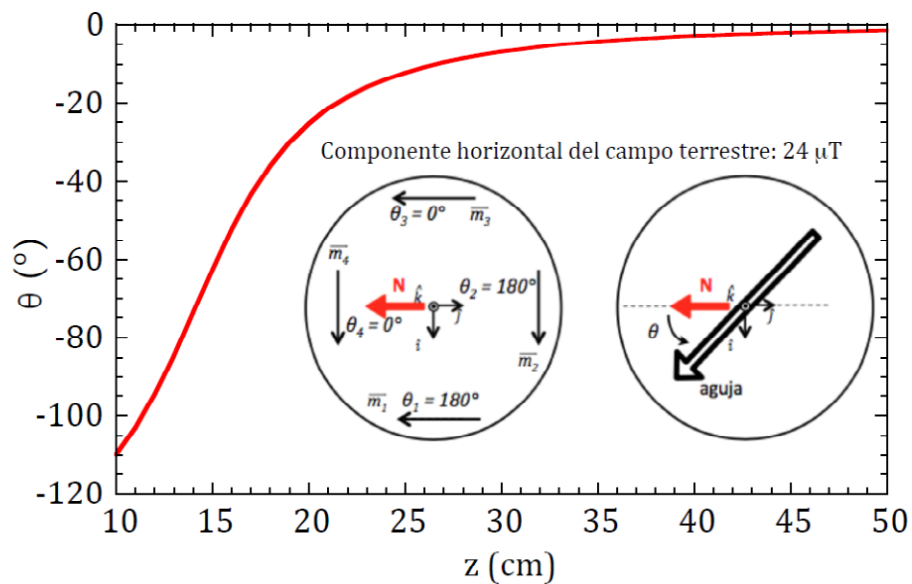 0
-20
-40
-60
-80
-100
-120
θ (°)
Componente horizontal del campo terrestre: 24 μT
θ₃ = 0° m₃
m₄
N k̂ θ₂ = 180°
ĵ
θ₄ = 0° î
m₂
m₁ θ₁ = 180°
N k̂
ĵ
θ î
aguja
10 15 20 25 30 35 40 45 50
z (cm)